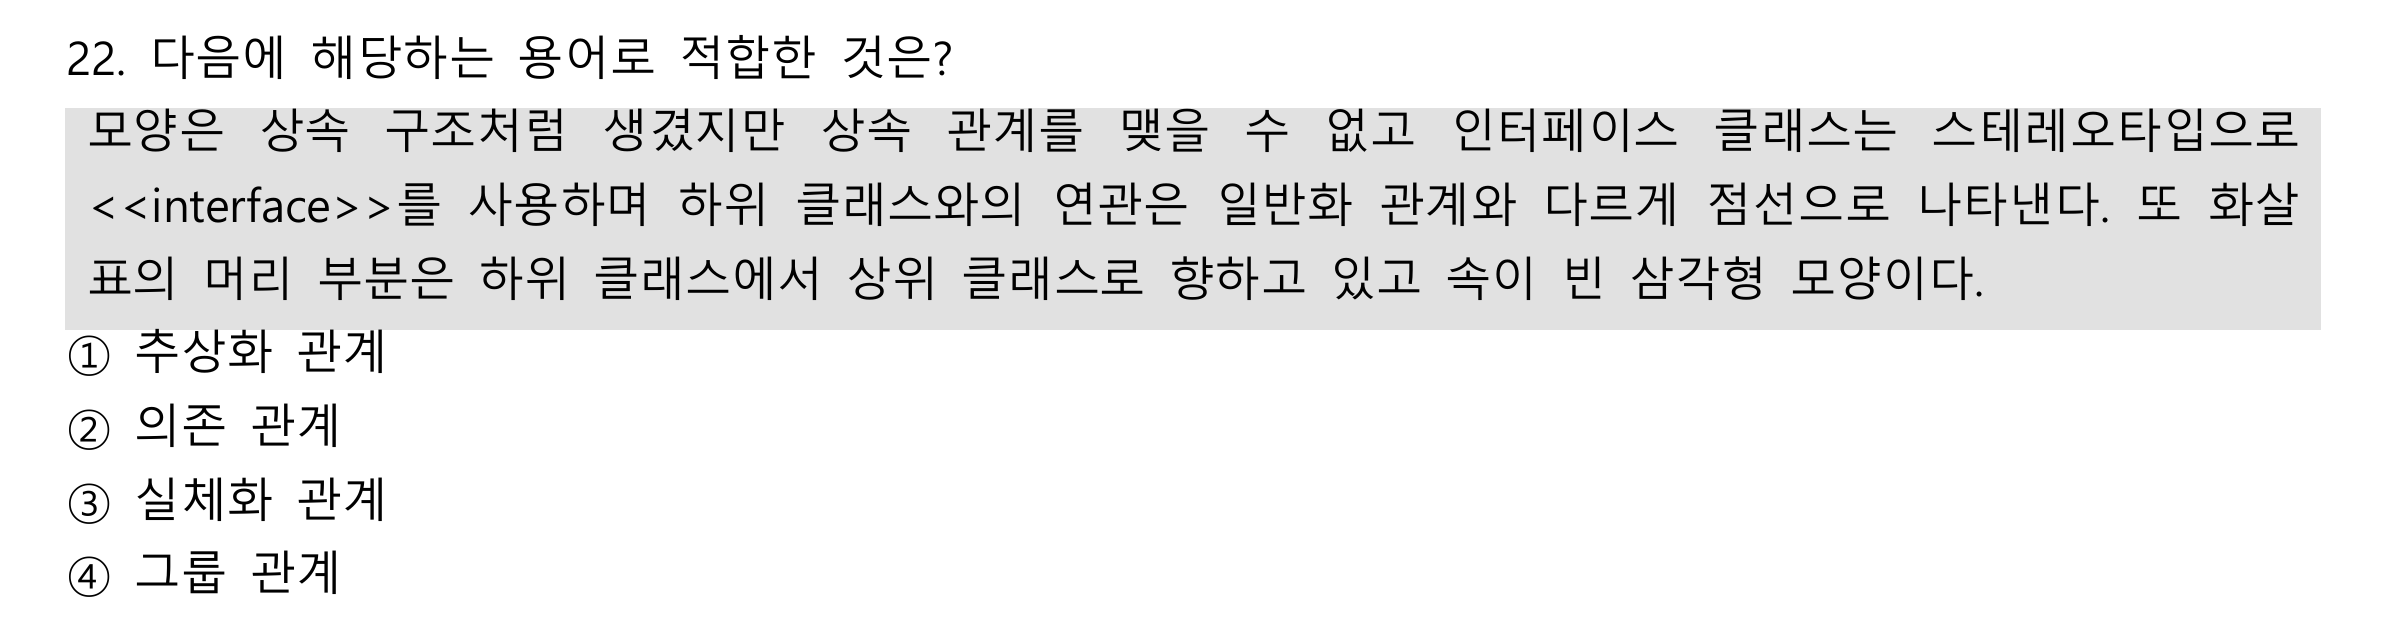 22. 다음에 해당하는 용어로 적합한 것은?
모양은 상속 구조처럼 생겼지만 상속 관계를 맺을 수 없고 인터페이스 클래스는 스테레오타입으로
<<interface>>를 사용하며 하위 클래스와의 연관은 일반화 관계와 다르게 점선으로 나타낸다. 또 화살
표의 머리 부분은 하위 클래스에서 상위 클래스로 향하고 있고 속이 빈 삼각형 모양이다.
① 추상화 관계
② 의존 관계
③ 실체화 관계
④ 그룹 관계